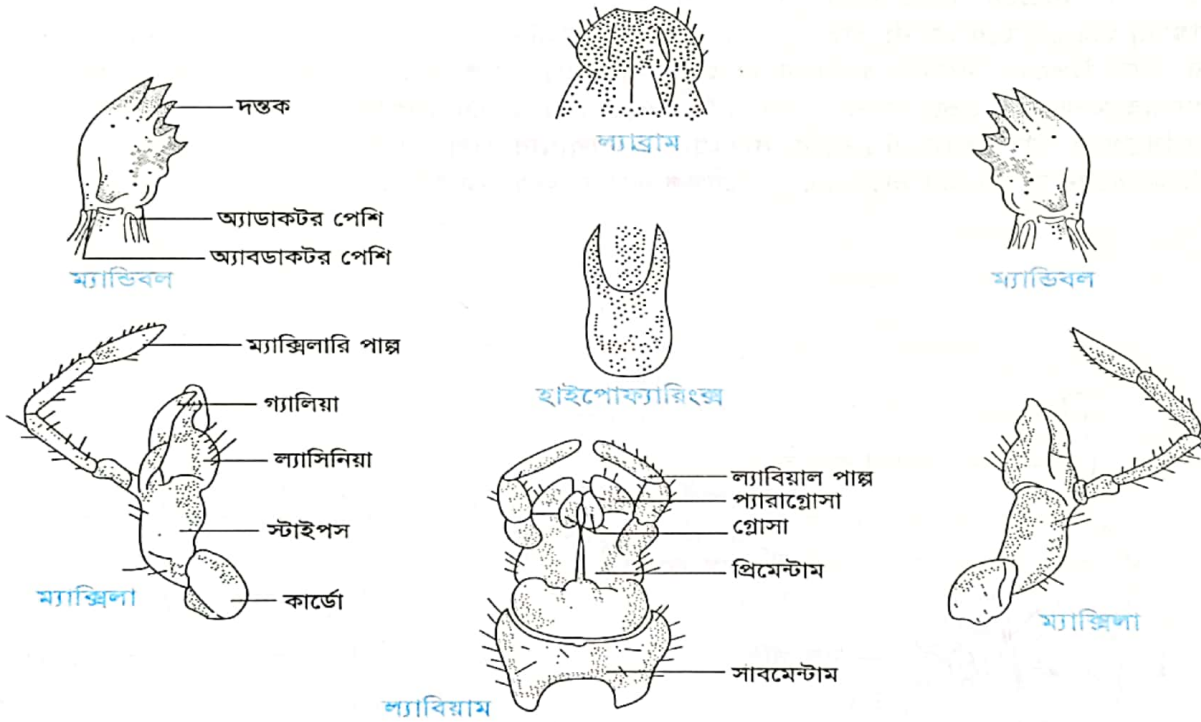 ল্যাব্রাম
দন্তক
অ্যাডাকটর পেশি
অ্যাবডাকটর পেশি
ম্যান্ডিবল
ম্যান্ডিবল
হাইপোফ্যারিংক্স
ম্যাক্সিলারি পাল্প
গ্যালিয়া
ল্যাসিনিয়া
স্টাইপস
কার্ডো
ম্যাক্সিলা
ল্যাবিয়াল পাল্প
প্যারাগ্লোসা
গ্লোসা
প্রিমেন্টাম
সাবমেন্টাম
ল্যাবিয়াম
ম্যাক্সিলা